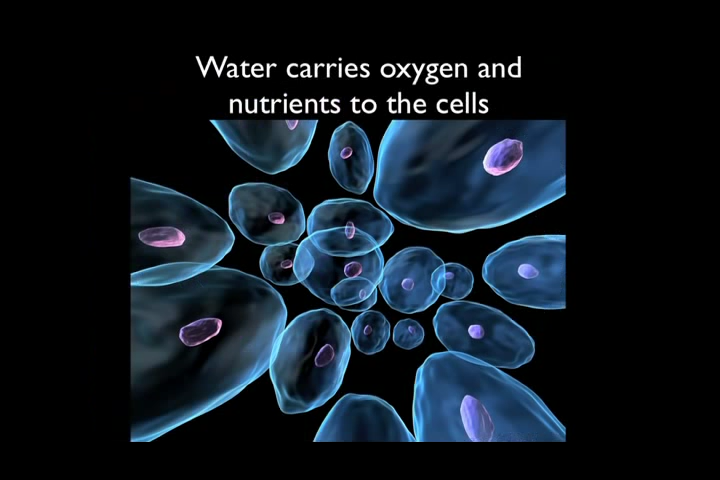 Water carries oxygen and
nutrients to the cells